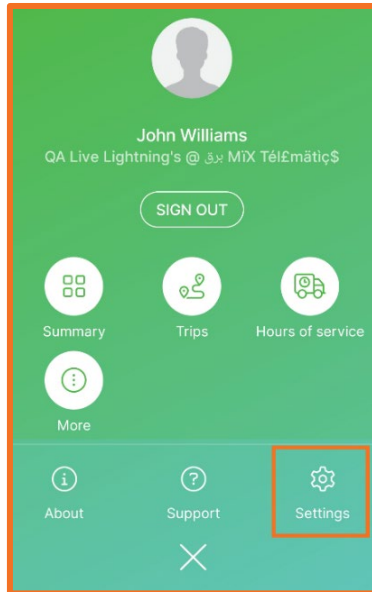 John Williams
QA Live Lightning's @ برق MïX Tél£mätìç$
SIGN OUT
Summary Trips Hours of service
More
About Support Settings